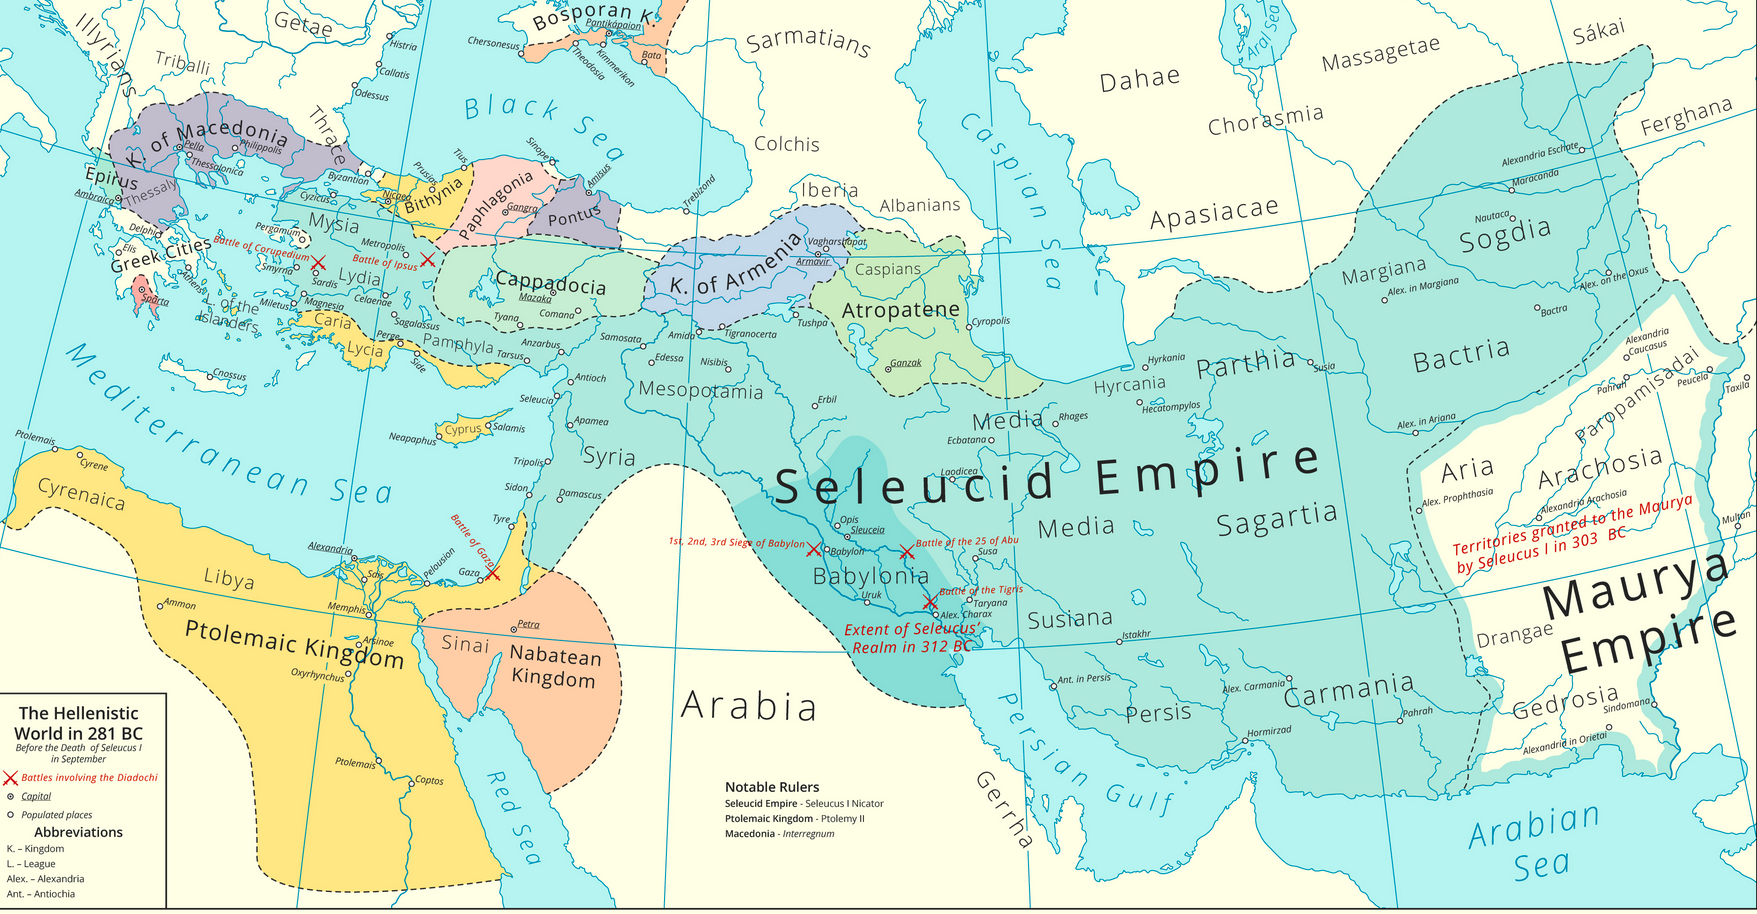 Illyrians
Getae
Triballi
Histria
Callatis
Odessus
Thrace
Bosporan K.
Pantikápaion
Chersonesus
Theodosia
Kimmerikon
Bata
Sarmatians
Black Sea
Colchis
Caspian Sea
Aral Sea
Dahae
Massagetae
Sákai
Chorasmia
Ferghana
Apasiacae
K. of Macedonia
Pella
Philippolis
Thessalonica
Epirus
Ambraica
Thessaly
Delphi
Elis
Greek Cities
Athens
Sparta
L. of the
Islanders
Byzantion
Cyzicus
Nicaea
Prusias
Tius
Bithynia
Paphlagonia
Gangra
Sinope
Amisus
Pontus
Trebizond
Mysia
Pergamum
Metropolis
Battle of Corupedium
Battle of Ipsus
Smyrna
Sardis
Lydia
Miletus
Magnesia
Celaenae
Sagalassus
Caria
Lycia
Perge
Side
Pamphyla
Tarsus
Cappadocia
Mazaka
Tyana
Comana
Anzarbus
Iberia
Albanians
K. of Armenia
Vagharshapat
Armavir
Caspians
Atropatene
Ganzak
Cyropolis
Tushpa
Tigranocerta
Amida
Samosata
Edessa
Nisibis
Mesopotamia
Erbil
Antioch
Seleucia
Apamea
Syria
Tripolis
Sidon
Damascus
Tyre
Cnossus
Cyprus
Salamis
Neapaphus
Mediterranean Sea
Ptolemais
Cyrene
Cyrenaica
Libya
Ammon
Alexandria
Sais
Pelousion
Gaza
Battle of Gaza
Memphis
Arsinoe
Oxyrhynchus
Ptolemaic Kingdom
Ptolemais
Coptos
Sinai
Petra
Nabatean
Kingdom
Red Sea
Arabia
Seleucid Empire
Media
Rhages
Ecbatana
Laodicea
Media
Hyrcania
Hyrkania
Hecatompylos
Parthia
Susia
Sagartia
Opis
Sleuceia
1st, 2nd, 3rd Siege of Babylon
Babylon
Battle of the 25 of Abu
Susa
Babylonia
Uruk
Battle of the Tigris
Taryana
Alex. Charax
Extent of Seleucus'
Realm in 312 BC
Susiana
Istakhr
Ant. in Persis
Persis
Alex. Carmania
Carmania
Pahrah
Hormirzad
Persian Gulf
Gerrha
Alexandria Eschate
Maracanda
Nautaca
Sogdia
Margiana
Alex. in Margiana
Alex. on the Oxus
Bactra
Bactria
Alex. in Ariana
Alexandria
Caucasus
Pahrah
Peucela
Taxila
Paropamisadai
Aria
Arachosia
Alex. Prophthasia
Alexandria Arachosia
Territories granted to the Maurya
by Seleucus I in 303 BC
Multan
Maurya
Empire
Drangae
Gedrosia
Sindomana
Alexandria in Orietai
Arabian
Sea
The Hellenistic
World in 281 BC
Before the Death of Seleucus I
in September
Battles involving the Diadochi
Capital
Populated places
Abbreviations
K. – Kingdom
L. – League
Alex. – Alexandria
Ant. – Antiochia
Notable Rulers
Seleucid Empire - Seleucus I Nicator
Ptolemaic Kingdom - Ptolemy II
Macedonia - Interregnum